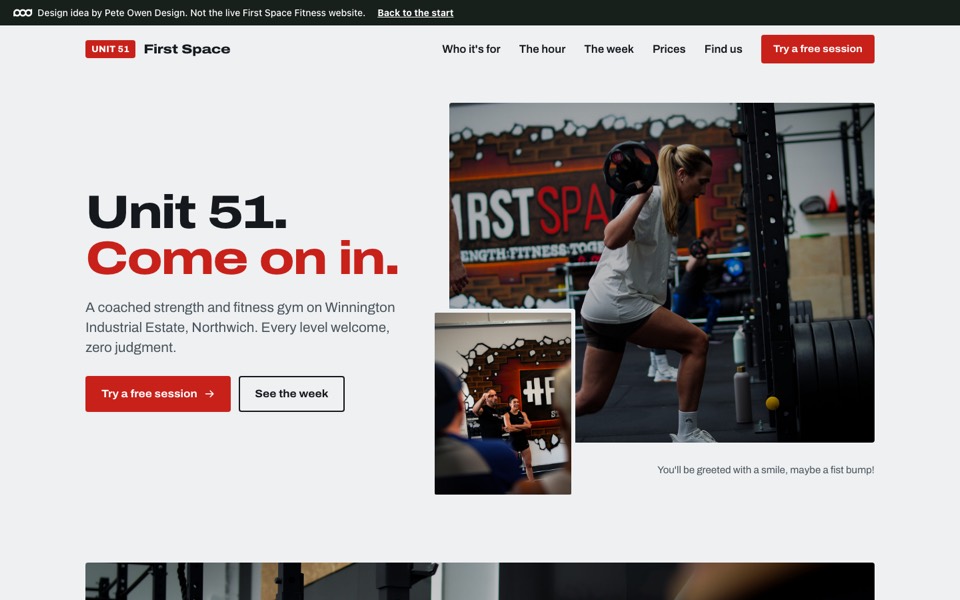 Design idea by Pete Owen Design. Not the live First Space Fitness website. Back to the start
UNIT 51 First Space
Who it's for The hour The week Prices Find us Try a free session
Unit 51.
Come on in.
A coached strength and fitness gym on Winnington
Industrial Estate, Northwich. Every level welcome,
zero judgment.
Try a free session → See the week
IRST SPA
ENGTH·FITNESS·TOGE
#F
You'll be greeted with a smile, maybe a fist bump!